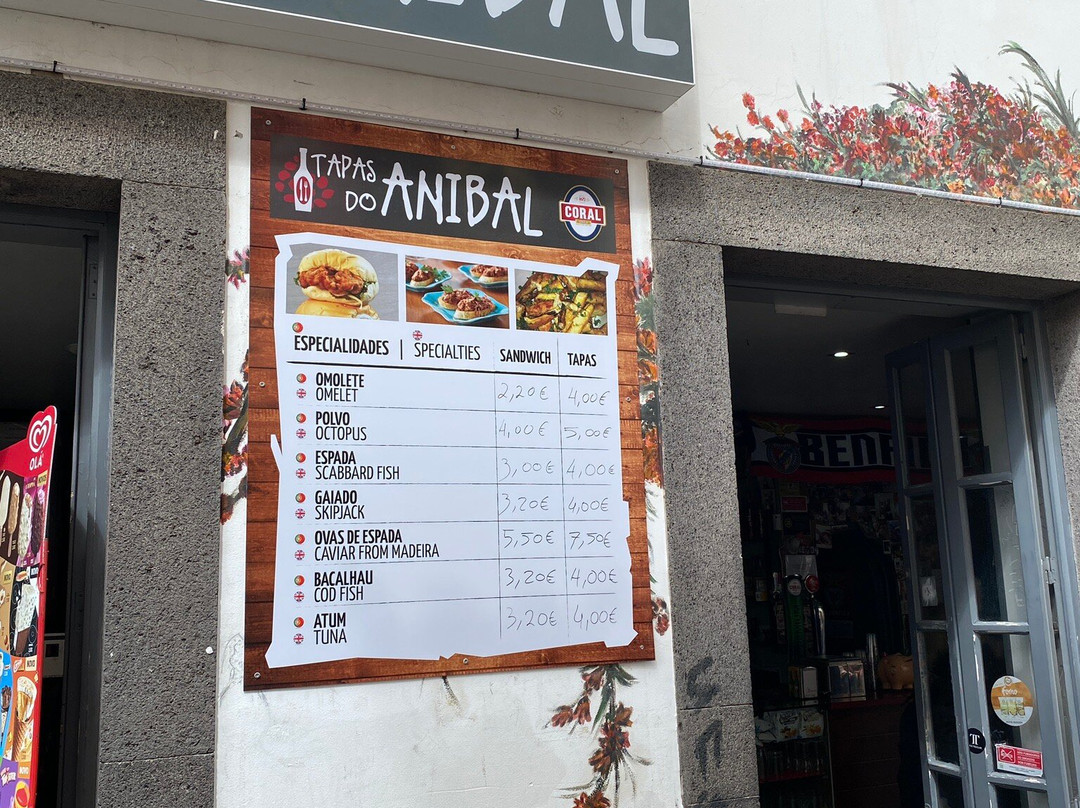 TAPAS
DO ANIBAL
CORAL
ESPECIALIDADES | SPECIALTIES SANDWICH TAPAS
OMOLETE
OMELET 2,20€ 4,00€
POLVO
OCTOPUS 4,00€ 5,00€
ESPADA
SCABBARD FISH 3,00€ 4,00€
GAIADO
SKIPJACK 3,20€ 4,00€
OVAS DE ESPADA
CAVIAR FROM MADEIRA 5,50€ 7,50€
BACALHAU
COD FISH 3,20€ 4,00€
ATUM
TUNA 3,20€ 4,00€
OLA
NOVO
NOVO
BENFI